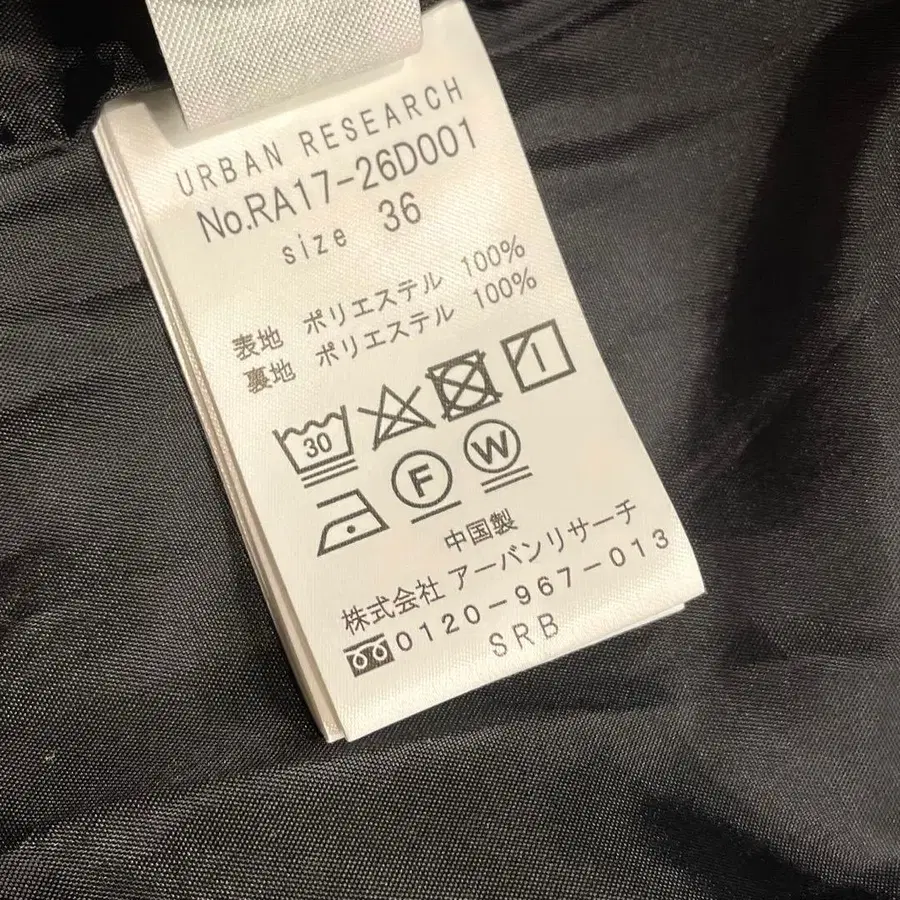 URBAN RESEARCH
No.RA17-26D001
size 36
表地 ポリエステル 100%
裏地 ポリエステル 100%
30
F W
中国製
株式会社 アーバンリサーチ
0120-967-013
SRB